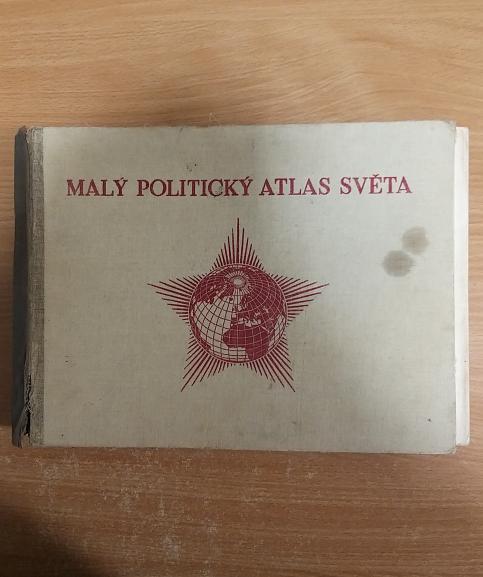 MALÝ POLITICKÝ ATLAS SVĚTA